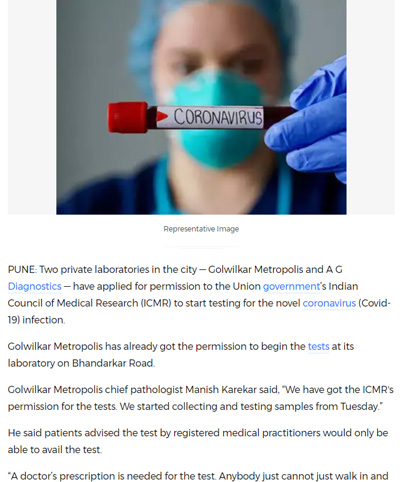 CORONAVIRUS
Representative Image
PUNE: Two private laboratories in the city — Golwilkar Metropolis and A G
Diagnostics — have applied for permission to the Union government's Indian
Council of Medical Research (ICMR) to start testing for the novel coronavirus (Covid-
19) infection.
Golwilkar Metropolis has already got the permission to begin the tests at its
laboratory on Bhandarkar Road.
Golwilkar Metropolis chief pathologist Manish Karekar said, "We have got the ICMR's
permission for the tests. We started collecting and testing samples from Tuesday."
He said patients advised the test by registered medical practitioners would only be
able to avail the test.
"A doctor's prescription is needed for the test. Anybody just cannot just walk in and